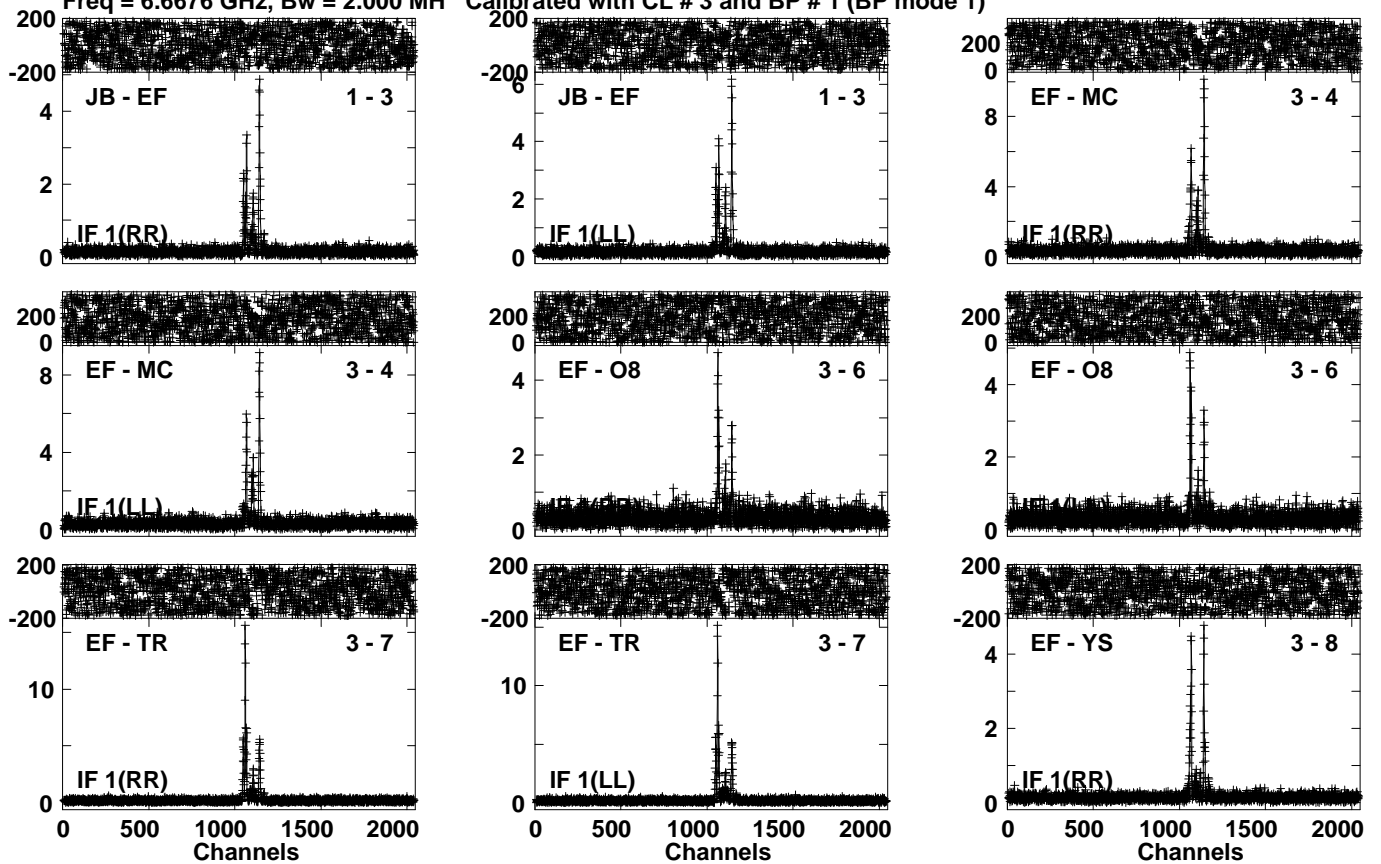 Freq = 6.6676 GHz, Bw = 2.000 MH Calibrated with CL # 3 and BP # 1 (BP mode 1)
200 200 200
-200 -200 0
JB - EF 1 - 3 JB - EF 1 - 3 EF - MC 3 - 4
6
4 4 8
2 2 4
IF 1(RR) IF 1(LL) IF 1(RR)
0 0 0
200 200 200
0 0
EF - MC 3 - 4 EF - O8 3 - 6 EF - O8 3 - 6
8 4 4
4 2 2
IF 1(LL)
0 0 0
200 200 200
-200 -200 -200
EF - TR 3 - 7 EF - TR 3 - 7 EF - YS 3 - 8
10 10 4
2
IF 1(RR) IF 1(LL) IF 1(RR)
0 0 0
0 500 1000 1500 2000 0 500 1000 1500 2000 0 500 1000 1500 2000
Channels Channels Channels